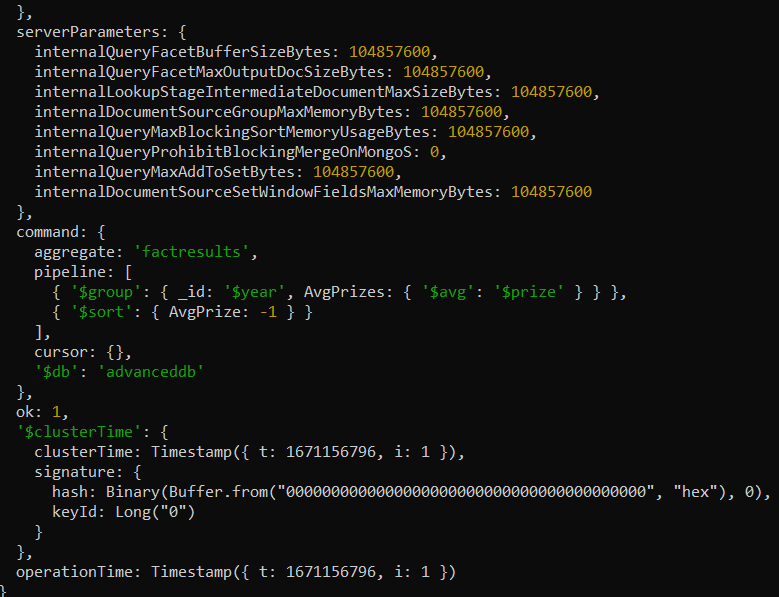 },
  serverParameters: {
    internalQueryFacetBufferSizeBytes: 104857600,
    internalQueryFacetMaxOutputDocSizeBytes: 104857600,
    internalLookupStageIntermediateDocumentMaxSizeBytes: 104857600,
    internalDocumentSourceGroupMaxMemoryBytes: 104857600,
    internalQueryMaxBlockingSortMemoryUsageBytes: 104857600,
    internalQueryProhibitBlockingMergeOnMongoS: 0,
    internalQueryMaxAddToSetBytes: 104857600,
    internalDocumentSourceSetWindowFieldsMaxMemoryBytes: 104857600
  },
  command: {
    aggregate: 'factresults',
    pipeline: [
      { '$group': { _id: '$year', AvgPrizes: { '$avg': '$prize' } } },
      { '$sort': { AvgPrize: -1 } }
    ],
    cursor: {},
    '$db': 'advanceddb'
  },
  ok: 1,
  '$clusterTime': {
    clusterTime: Timestamp({ t: 1671156796, i: 1 }),
    signature: {
      hash: Binary(Buffer.from("0000000000000000000000000000000000000000", "hex"), 0),
      keyId: Long("0")
    }
  },
  operationTime: Timestamp({ t: 1671156796, i: 1 })
}